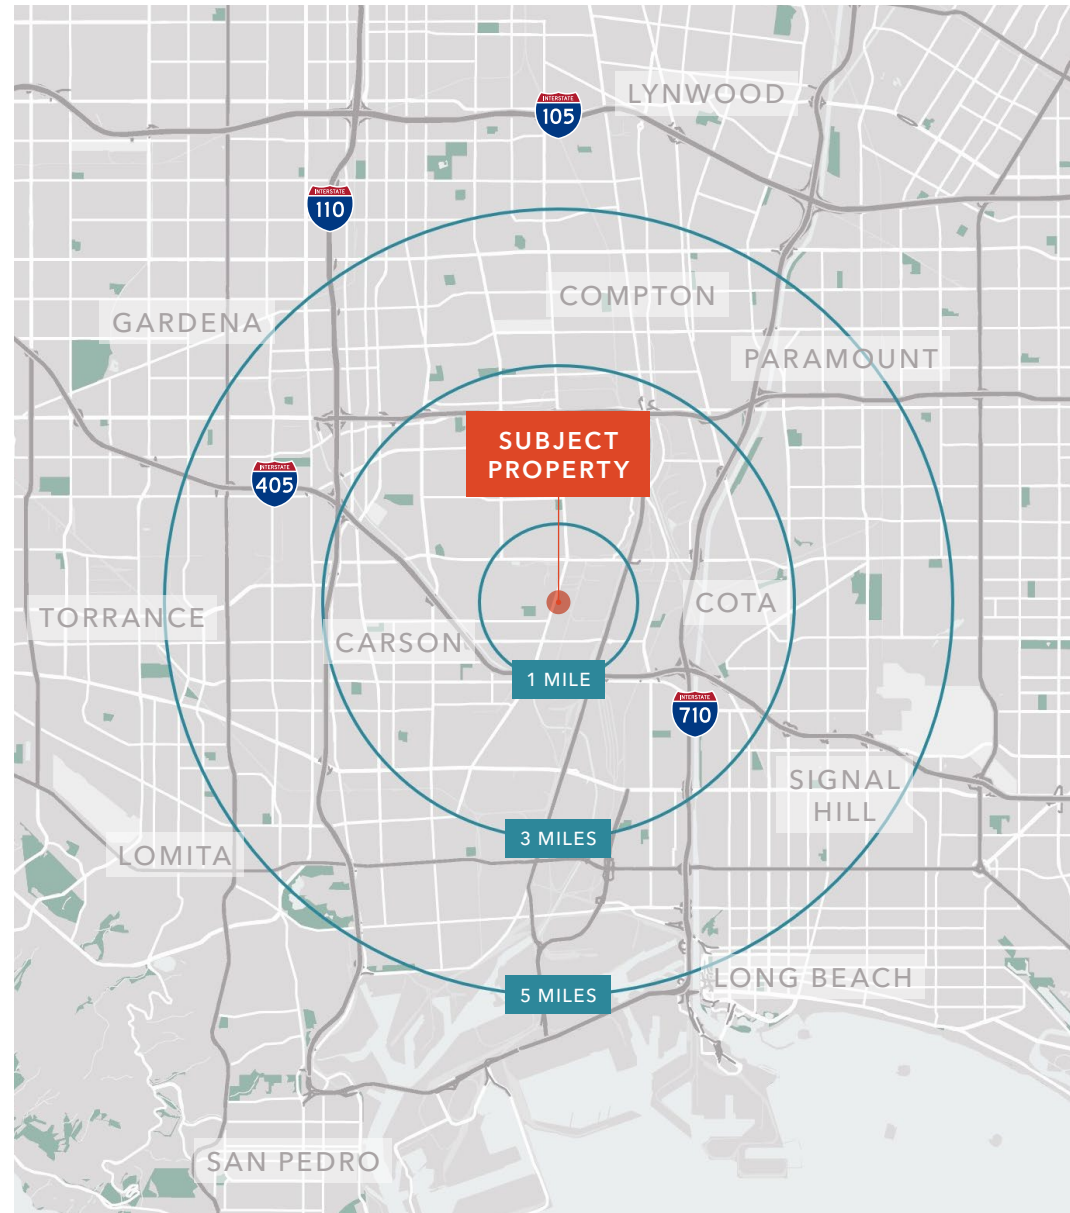 LYNWOOD
INTERSTATE
105
INTERSTATE
110
COMPTON
GARDENA
PARAMOUNT
SUBJECT
PROPERTY
INTERSTATE
405
COTA
TORRANCE
CARSON
1 MILE
INTERSTATE
710
SIGNAL
HILL
3 MILES
LOMITA
LONG BEACH
5 MILES
SAN PEDRO